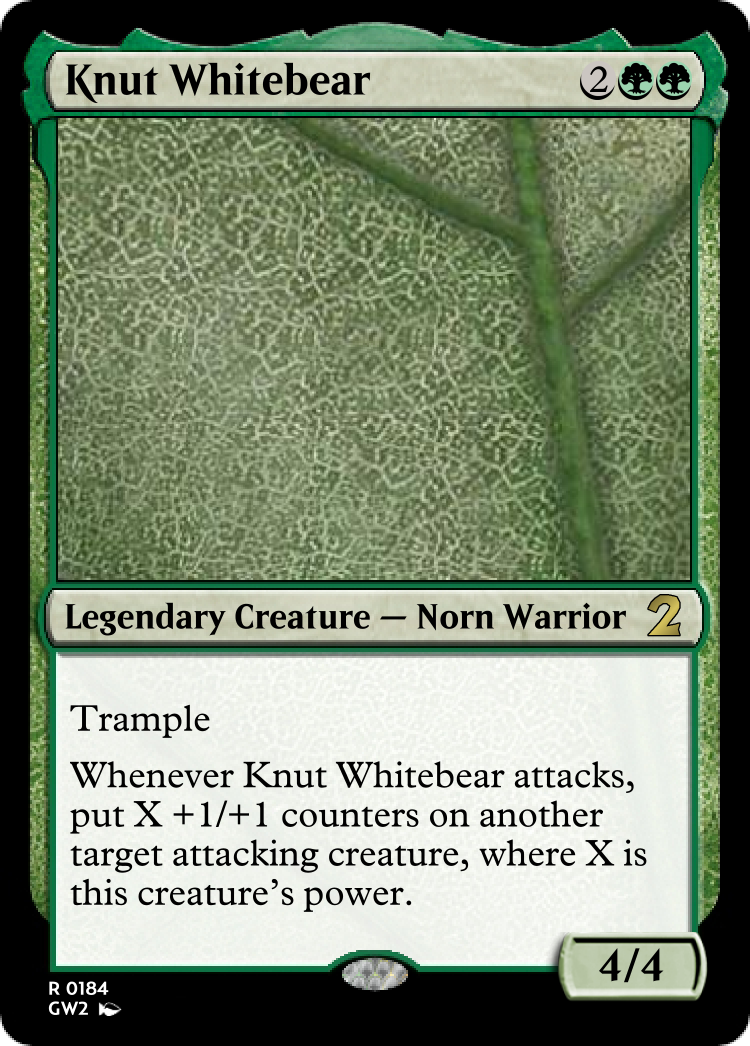 Knut Whitebear 2
Legendary Creature — Norn Warrior 2
Trample
Whenever Knut Whitebear attacks,
put X +1/+1 counters on another
target attacking creature, where X is
this creature's power.
4/4
R 0184
GW2